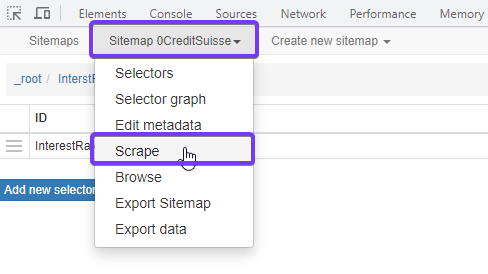 Elements Console Sources Network Performance Memory
Sitemaps Sitemap 0CreditSuisse Create new sitemap
_root / Interst
Selectors
Selector graph
ID
Edit metadata
InterestRa
Scrape
Browse
Add new selector
Export Sitemap
Export data